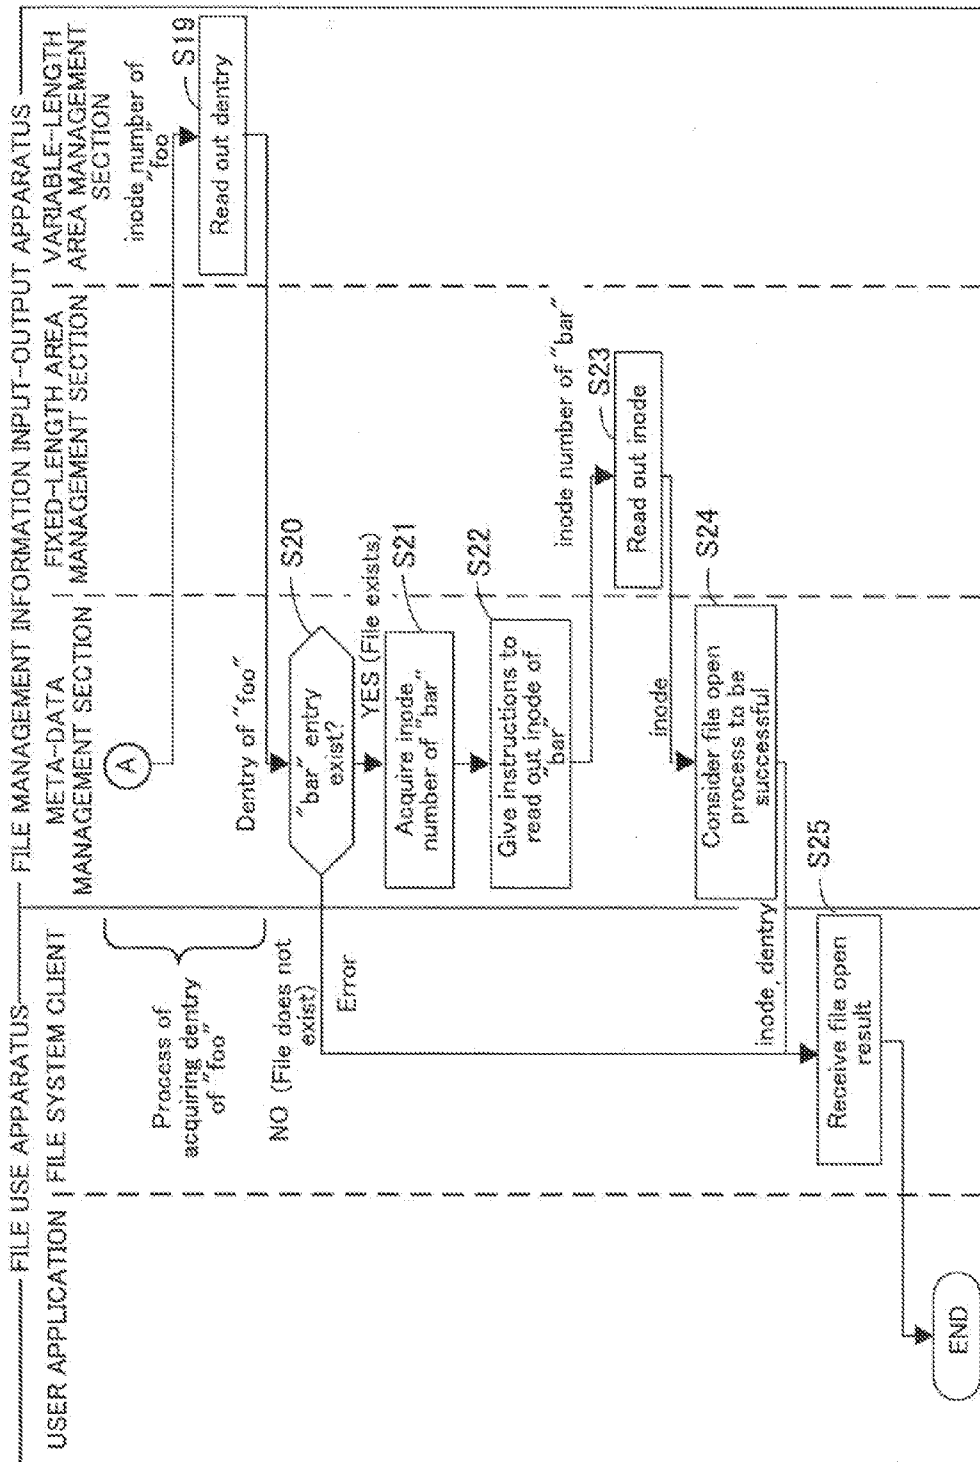 FILE USE APPARATUS
FILE MANAGEMENT INFORMATION INPUT-OUTPUT APPARATUS
USER APPLICATION
FILE SYSTEM CLIENT
META-DATA
MANAGEMENT SECTION
FIXED-LENGTH AREA
MANAGEMENT SECTION
VARIABLE-LENGTH
AREA MANAGEMENT
SECTION
A
inode number of
"foo"
S19
Read out dentry
Process of
acquiring dentry
of "foo"
Dentry of "foo"
S20
"bar" entry
exist?
NO (File does not
exist)
Error
YES (File exists)
S21
Acquire inode
number of "bar"
S22
Give instructions to
read out inode of
"bar"
inode number of "bar"
S23
Read out inode
inode
S24
Consider file open
process to be
successful
inode, dentry
S25
Receive file open
result
END